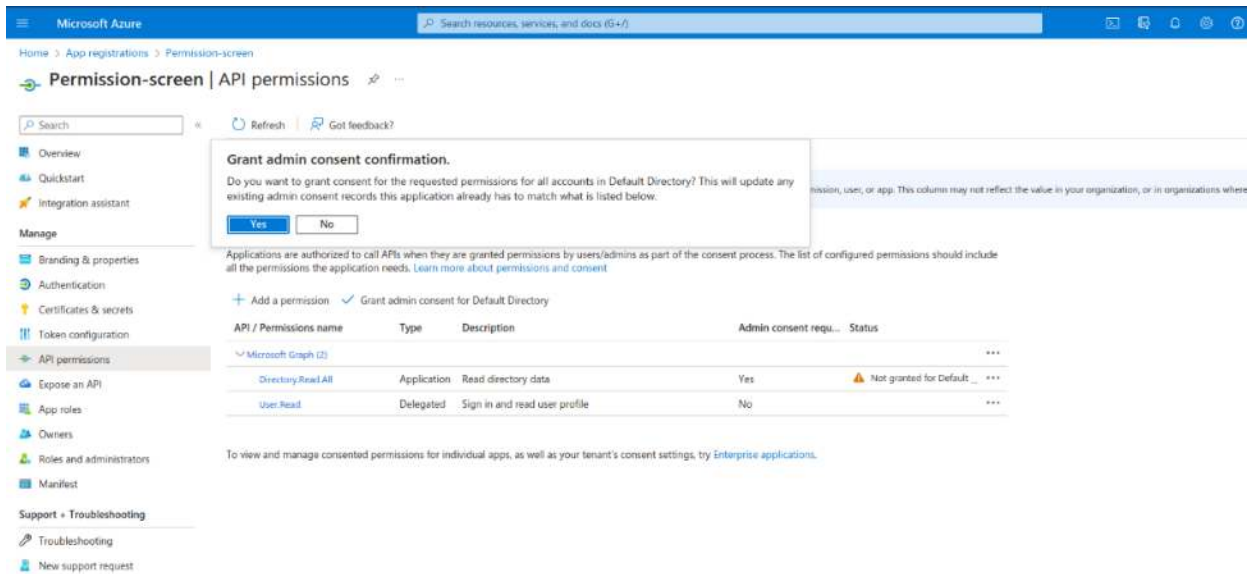 Microsoft Azure
Search resources, services, and docs (G+/)
Home > App registrations > Permission-screen
Permission-screen | API permissions
Search
Refresh
Got feedback?
Overview
Quickstart
Integration assistant
Manage
Branding & properties
Authentication
Certificates & secrets
Token configuration
API permissions
Expose an API
App roles
Owners
Roles and administrators
Manifest
Support + Troubleshooting
Troubleshooting
New support request
Grant admin consent confirmation.
Do you want to grant consent for the requested permissions for all accounts in Default Directory? This will update any
existing admin consent records this application already has to match what is listed below.
Yes
No
user, or app. This column may not reflect the value in your organization, or in organizations where
Applications are authorized to call APIs when they are granted permissions by users/admins as part of the consent process. The list of configured permissions should include
all the permissions the application needs. Learn more about permissions and consent
Add a permission
Grant admin consent for Default Directory
API / Permissions name Type Description Admin consent requ... Status
Microsoft Graph (2)
Directory.Read.All Application Read directory data Yes Not granted for Default ...
User.Read Delegated Sign in and read user profile No
To view and manage consented permissions for individual apps, as well as your tenant's consent settings, try Enterprise applications.